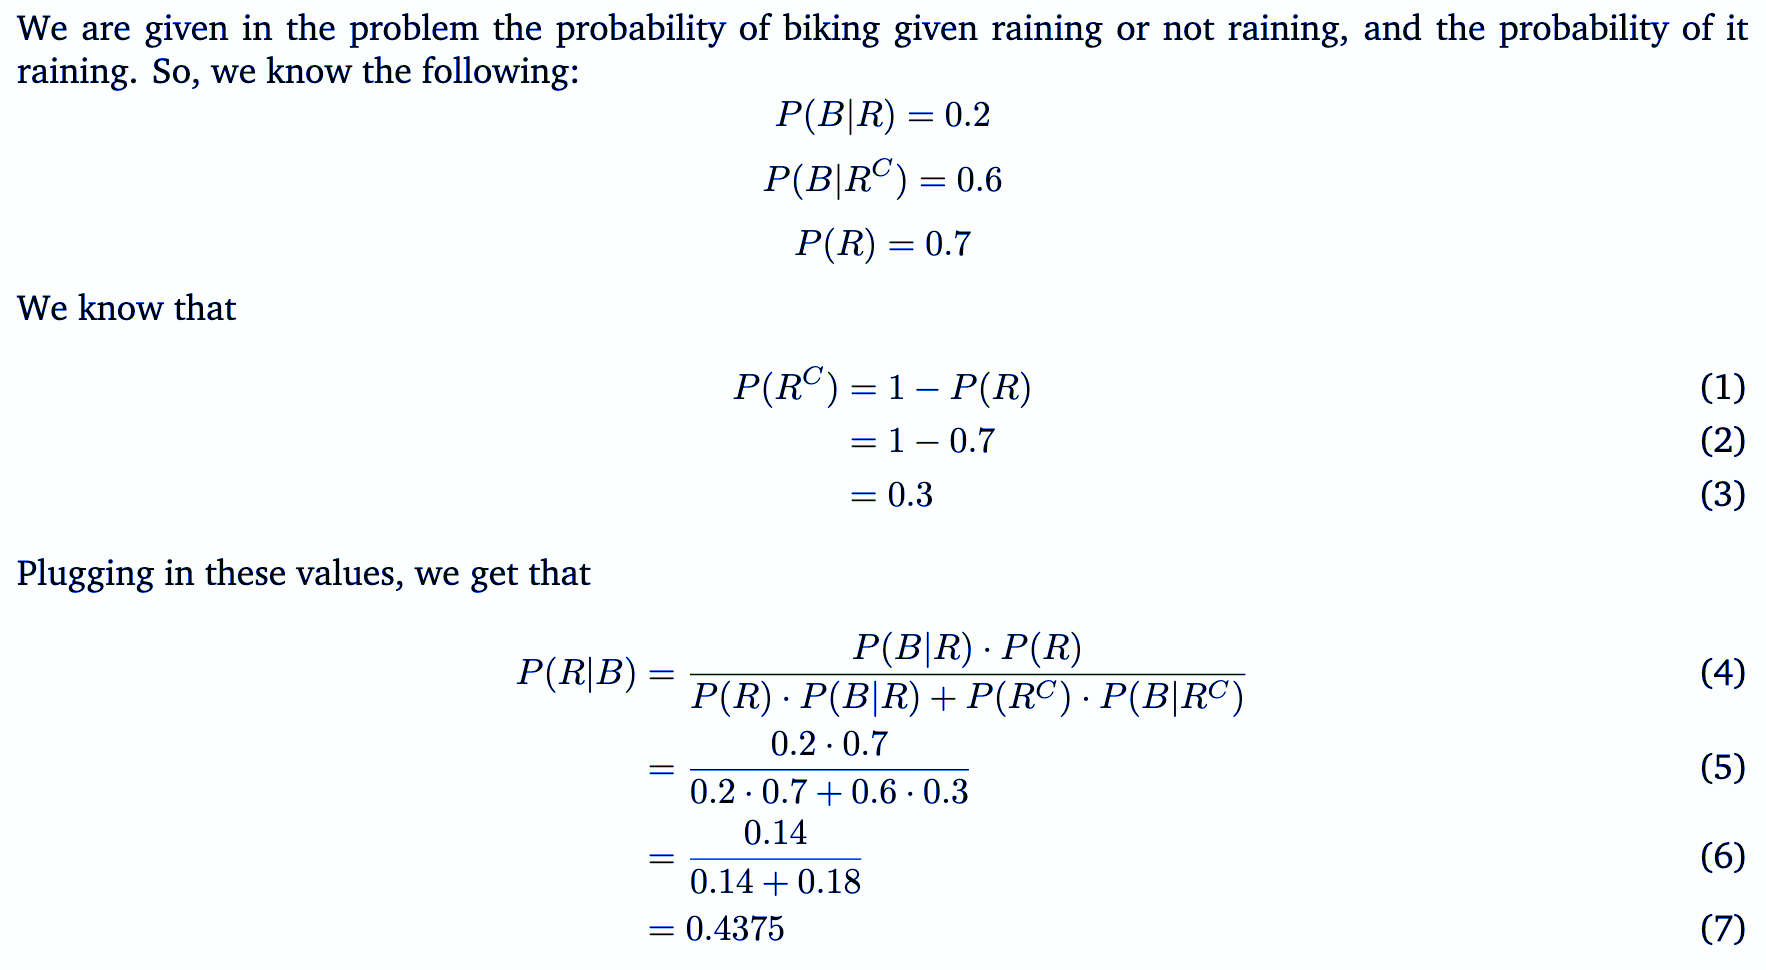 We are given in the problem the probability of biking given raining or not raining, and the probability of it
raining. So, we know the following:
P(B|R) = 0.2
P(B|R^C) = 0.6
P(R) = 0.7
We know that
P(R^C) = 1 − P(R) (1)
= 1 − 0.7 (2)
= 0.3 (3)
Plugging in these values, we get that
P(R|B) = \frac{P(B|R) · P(R)}{P(R) · P(B|R) + P(R^C) · P(B|R^C)} (4)
= \frac{0.2 · 0.7}{0.2 · 0.7 + 0.6 · 0.3} (5)
= \frac{0.14}{0.14 + 0.18} (6)
= 0.4375 (7)